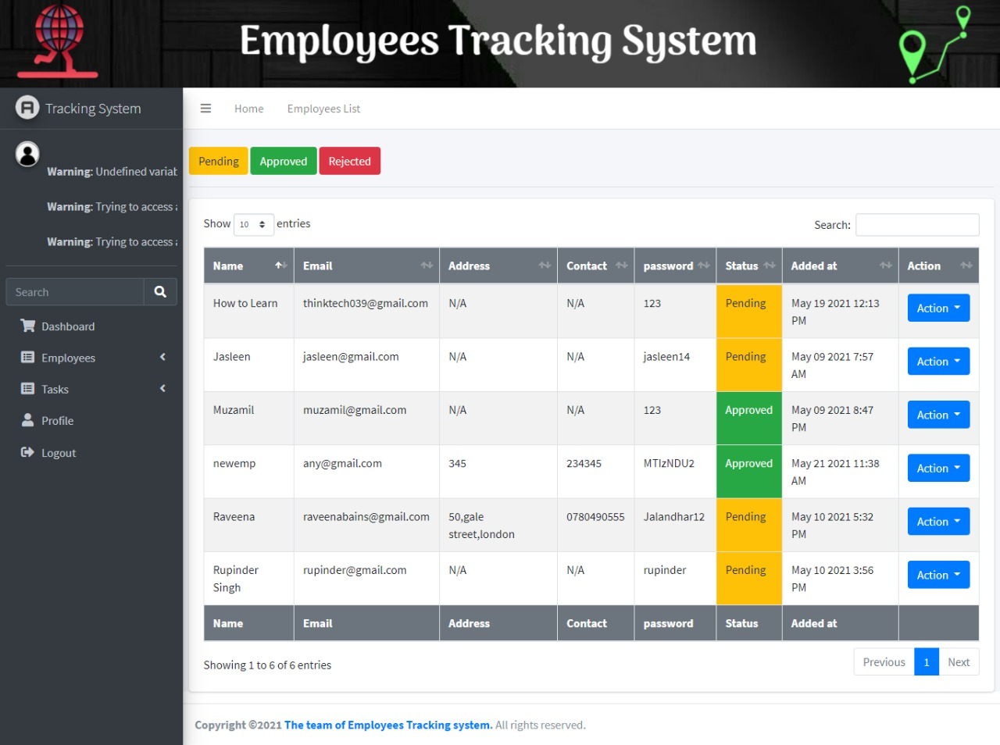 Employees Tracking System
Tracking System
Home Employees List
Warning: Undefined variab
Warning: Trying to access a
Warning: Trying to access a
Search
Dashboard
Employees
Tasks
Profile
Logout
Pending Approved Rejected
Show 10 entries Search:
Name Email Address Contact password Status Added at Action
How to Learn thinktech039@gmail.com N/A N/A 123 Pending May 19 2021 12:13
PM Action
Jasleen jasleen@gmail.com N/A N/A jasleen14 Pending May 09 2021 7:57
AM Action
Muzamil muzamil@gmail.com N/A N/A 123 Approved May 09 2021 8:47
PM Action
newemp any@gmail.com 345 234345 MTIzNDU2 Approved May 21 2021 11:38
AM Action
Raveena raveenabains@gmail.com 50,gale 0780490555 Jalandhar12 Pending May 10 2021 5:32
street,london PM Action
Rupinder rupinder@gmail.com N/A N/A rupinder Pending May 10 2021 3:56
Singh PM Action
Name Email Address Contact password Status Added at
Showing 1 to 6 of 6 entries Previous 1 Next
Copyright ©2021 The team of Employees Tracking system. All rights reserved.